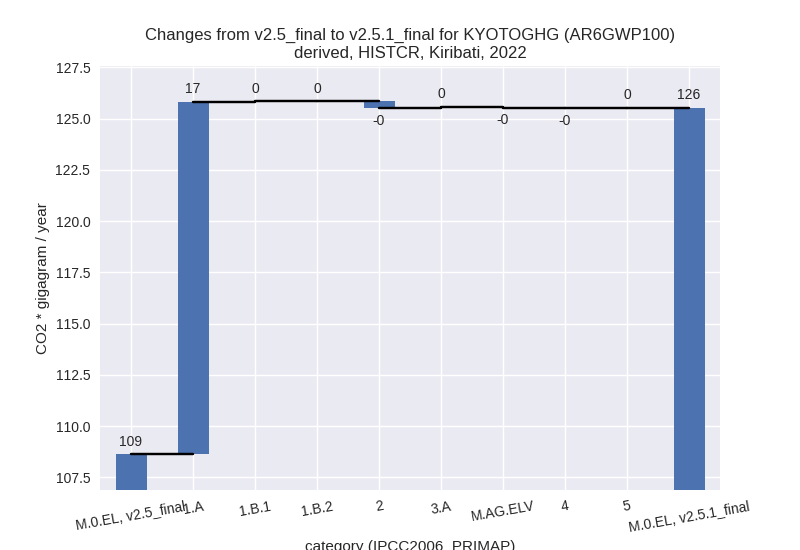 Changes from v2.5_final to v2.5.1_final for KYOTOGHG (AR6GWP100)
derived, HISTCR, Kiribati, 2022
127.5
125.0
122.5
120.0
117.5
115.0
112.5
110.0
107.5
CO2 * gigagram / year
109
17
0
0
-0
0
-0
-0
0
126
M.0.EL, v2.5_final
1.A
1.B.1
1.B.2
2
3.A
M.AG.ELV
4
5
M.0.EL, v2.5.1_final
category (IPCC2006_PRIMAP)